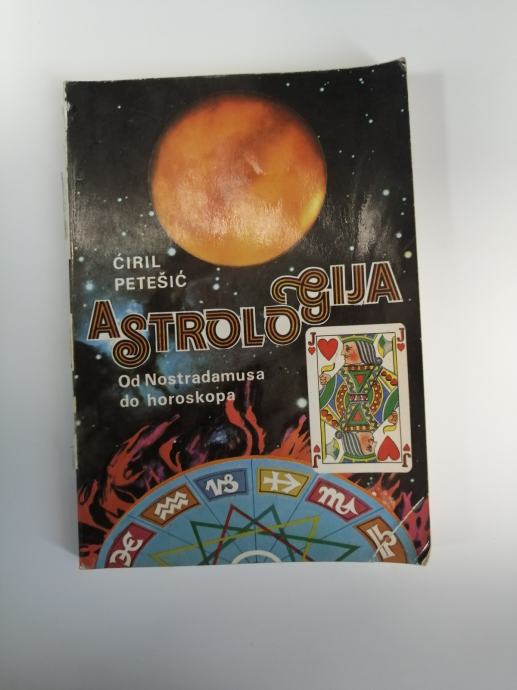 ĆIRIL
PETEŠIĆ
ASTROLOGIJA
Od Nostradamusa
do horoskopa
J
J
J
J